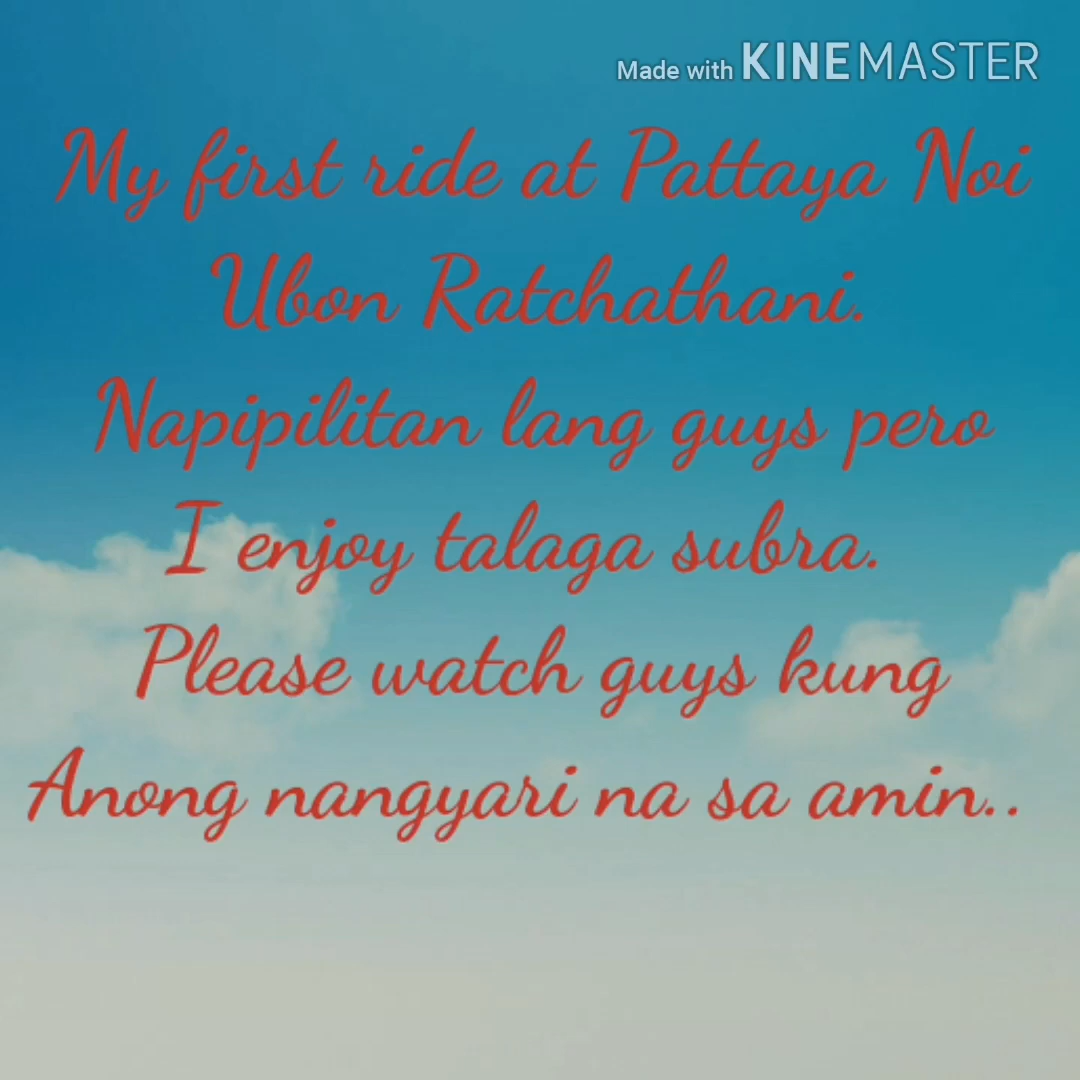 Made with KINEMASTER
My first ride at Pattaya Noi
Ubon Ratchathani.
Napipilitan lang guys pero
I enjoy talaga subra.
Please watch guys kung
Anong nangyari na sa amin..